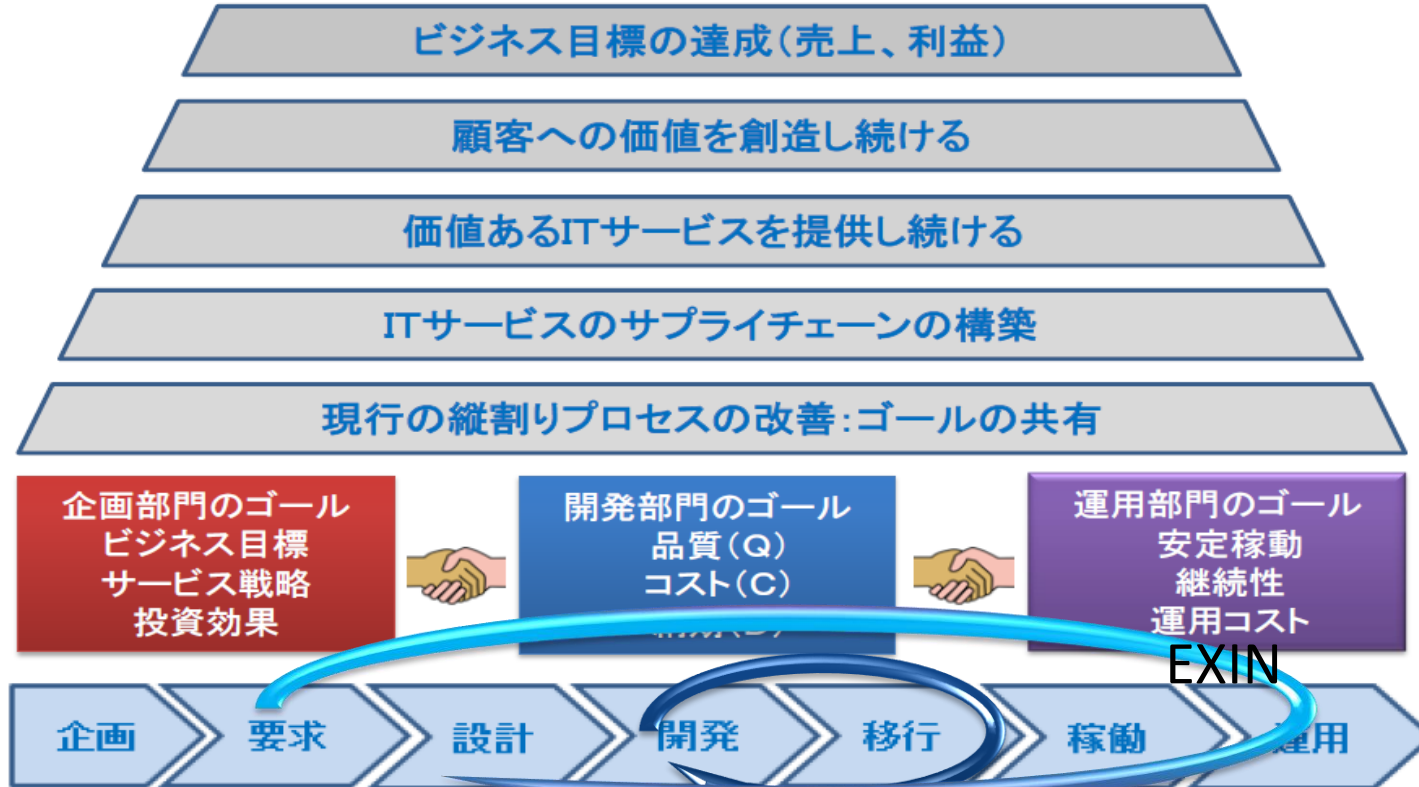 ビジネス目標の達成（売上、利益）
顧客への価値を創造し続ける
価値あるITサービスを提供し続ける
ITサービスのサプライチェーンの構築
現行の縦割りプロセスの改善：ゴールの共有
企画部門のゴール
ビジネス目標
サービス戦略
投資効果
開発部門のゴール
品質（Q）
コスト（C）
運用部門のゴール
安定稼動
継続性
運用コスト
EXIN
企画
要求
設計
開発
移行
稼働
運用